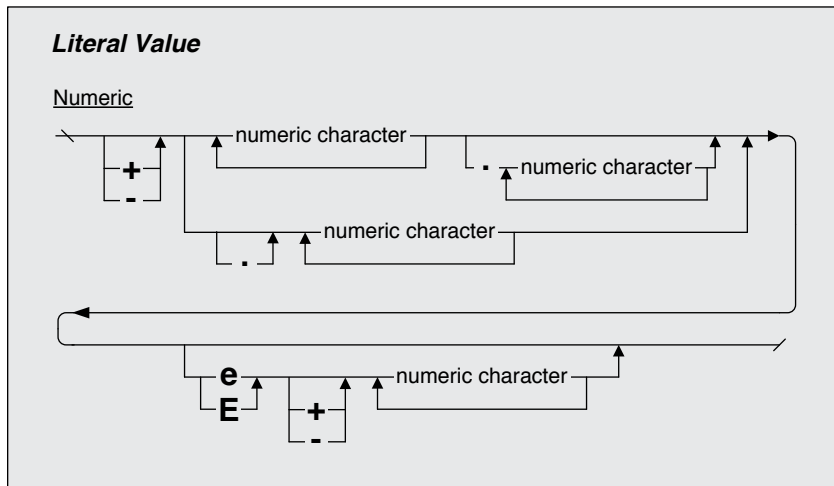 Literal Value
Numeric
numeric character
. numeric character
+
-
numeric character
.
e numeric character
E
+
-